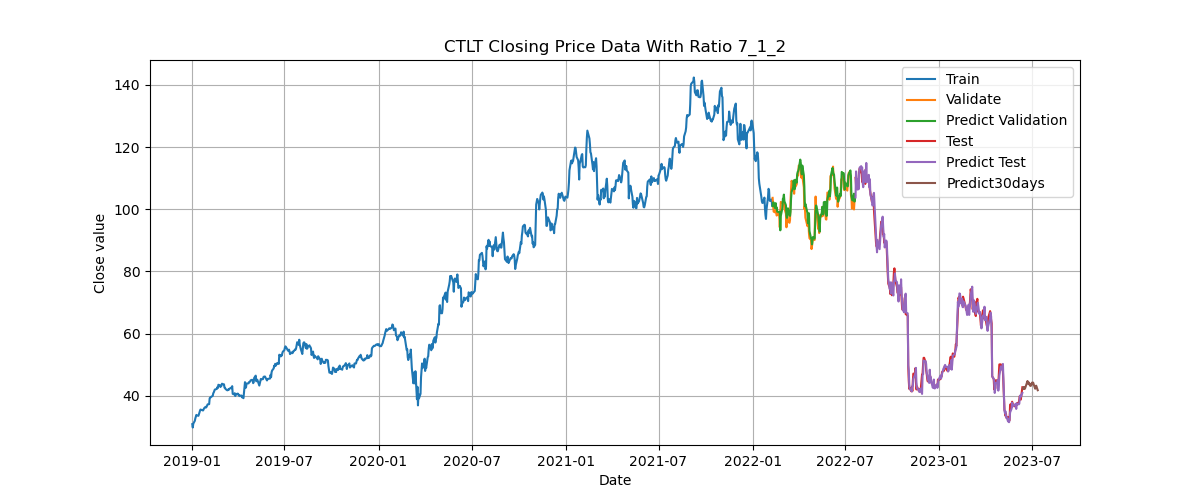 CTLT Closing Price Data With Ratio 7_1_2
Close value
140
120
100
80
60
40
Train
Validate
Predict Validation
Test
Predict Test
Predict30days
2019-01 2019-07 2020-01 2020-07 2021-01 2021-07 2022-01 2022-07 2023-01 2023-07
Date